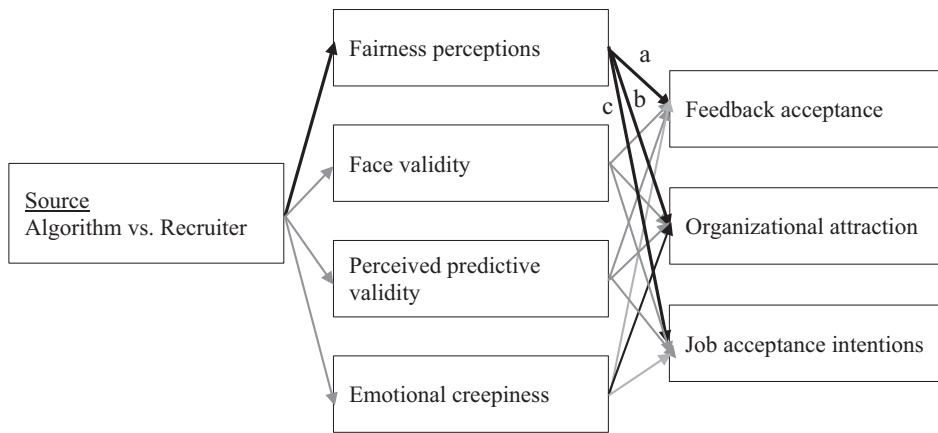 Fairness perceptions
a
b
c
Feedback acceptance
Face validity
Source
Algorithm vs. Recruiter
Organizational attraction
Perceived predictive
validity
Job acceptance intentions
Emotional creepiness